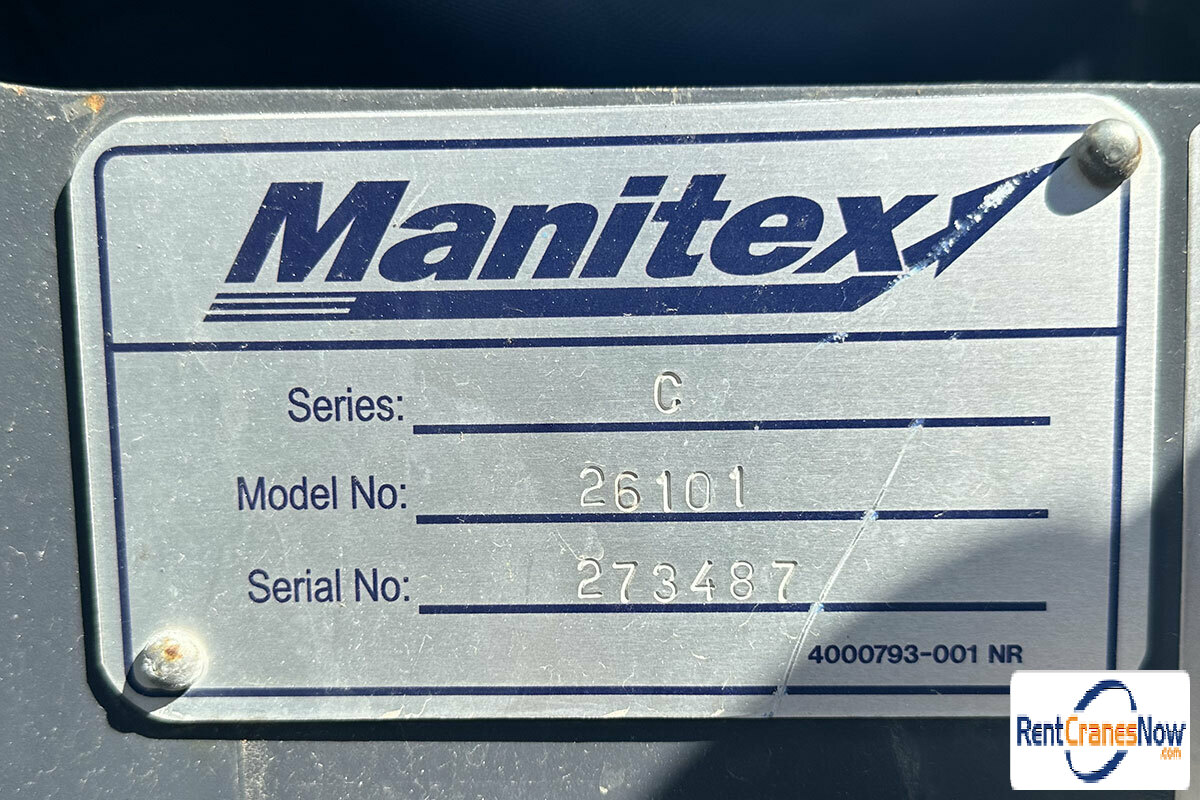 Manitex
Series: C
Model No: 26101
Serial No: 273487
4000793-001 NR
RentCranesNow
.com